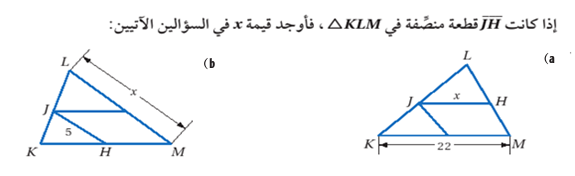 إذا كانت JH قطعة منصِّفة في △KLM ، فأوجد قيمة x في السؤالين الآتيين:
(a
L
J
x
H
K
22
M
(b
L
x
J
5
K
H
M